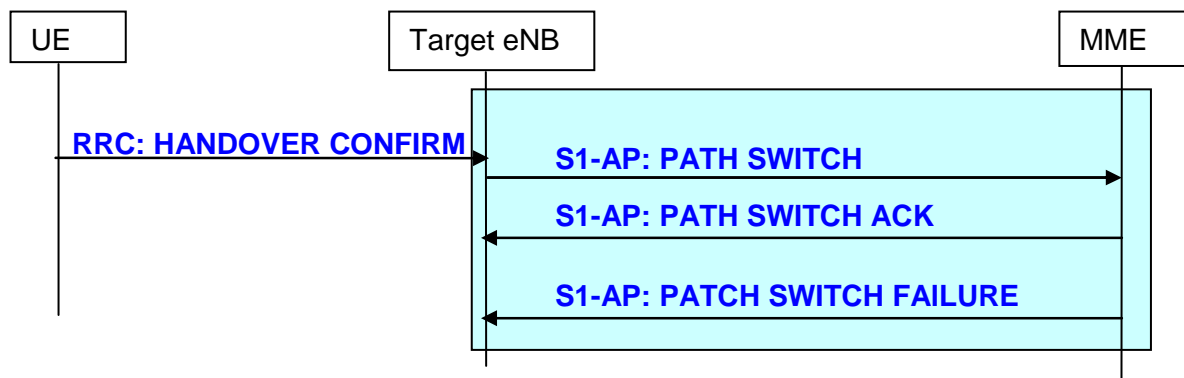 UE
Target eNB
MME
RRC: HANDOVER CONFIRM
S1-AP: PATH SWITCH
S1-AP: PATH SWITCH ACK
S1-AP: PATCH SWITCH FAILURE